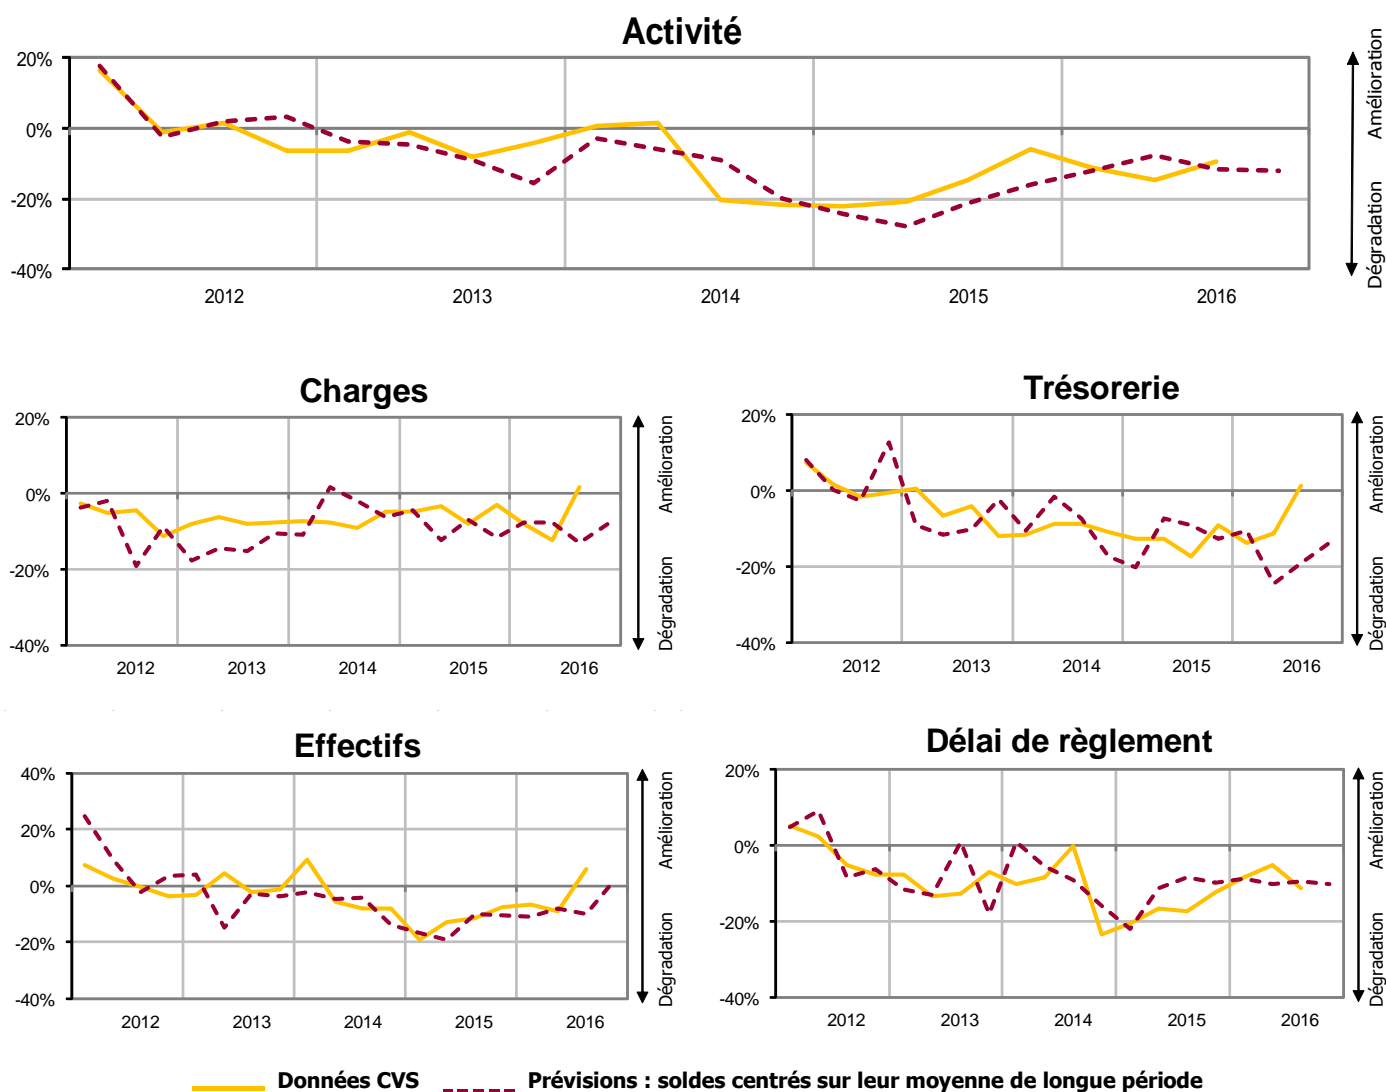 Activité
20%
0%
-20%
-40%
2012 2013 2014 2015 2016
Amélioration
Dégradation
Charges
20%
0%
-20%
-40%
2012 2013 2014 2015 2016
Amélioration
Dégradation
Trésorerie
20%
0%
-20%
-40%
2012 2013 2014 2015 2016
Amélioration
Dégradation
Effectifs
40%
20%
0%
-20%
-40%
2012 2013 2014 2015 2016
Amélioration
Dégradation
Délai de règlement
20%
0%
-20%
-40%
2012 2013 2014 2015 2016
Amélioration
Dégradation
Données CVS Prévisions : soldes centrés sur leur moyenne de longue période